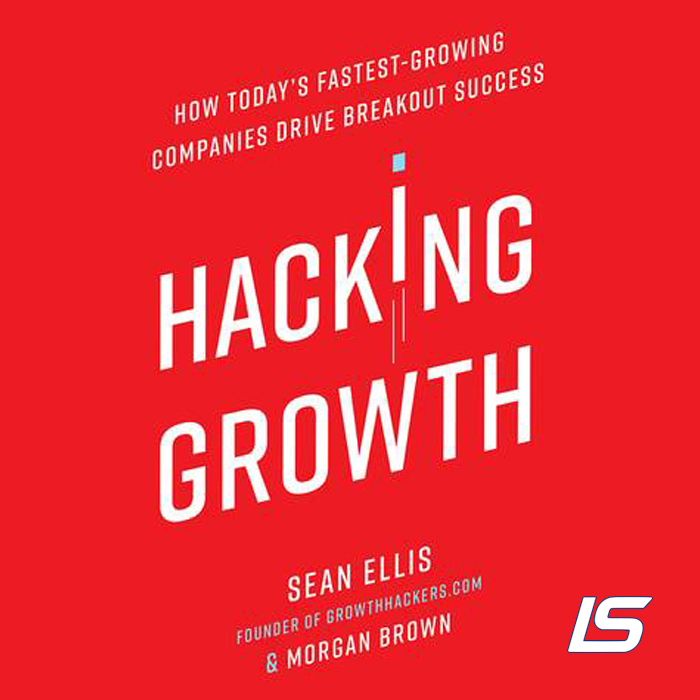 HOW TODAY'S FASTEST-GROWING
COMPANIES DRIVE BREAKOUT SUCCESS
HACKiNG
GROWTH
SEAN ELLIS
FOUNDER OF GROWTHHACKERS.COM
& MORGAN BROWN
LS